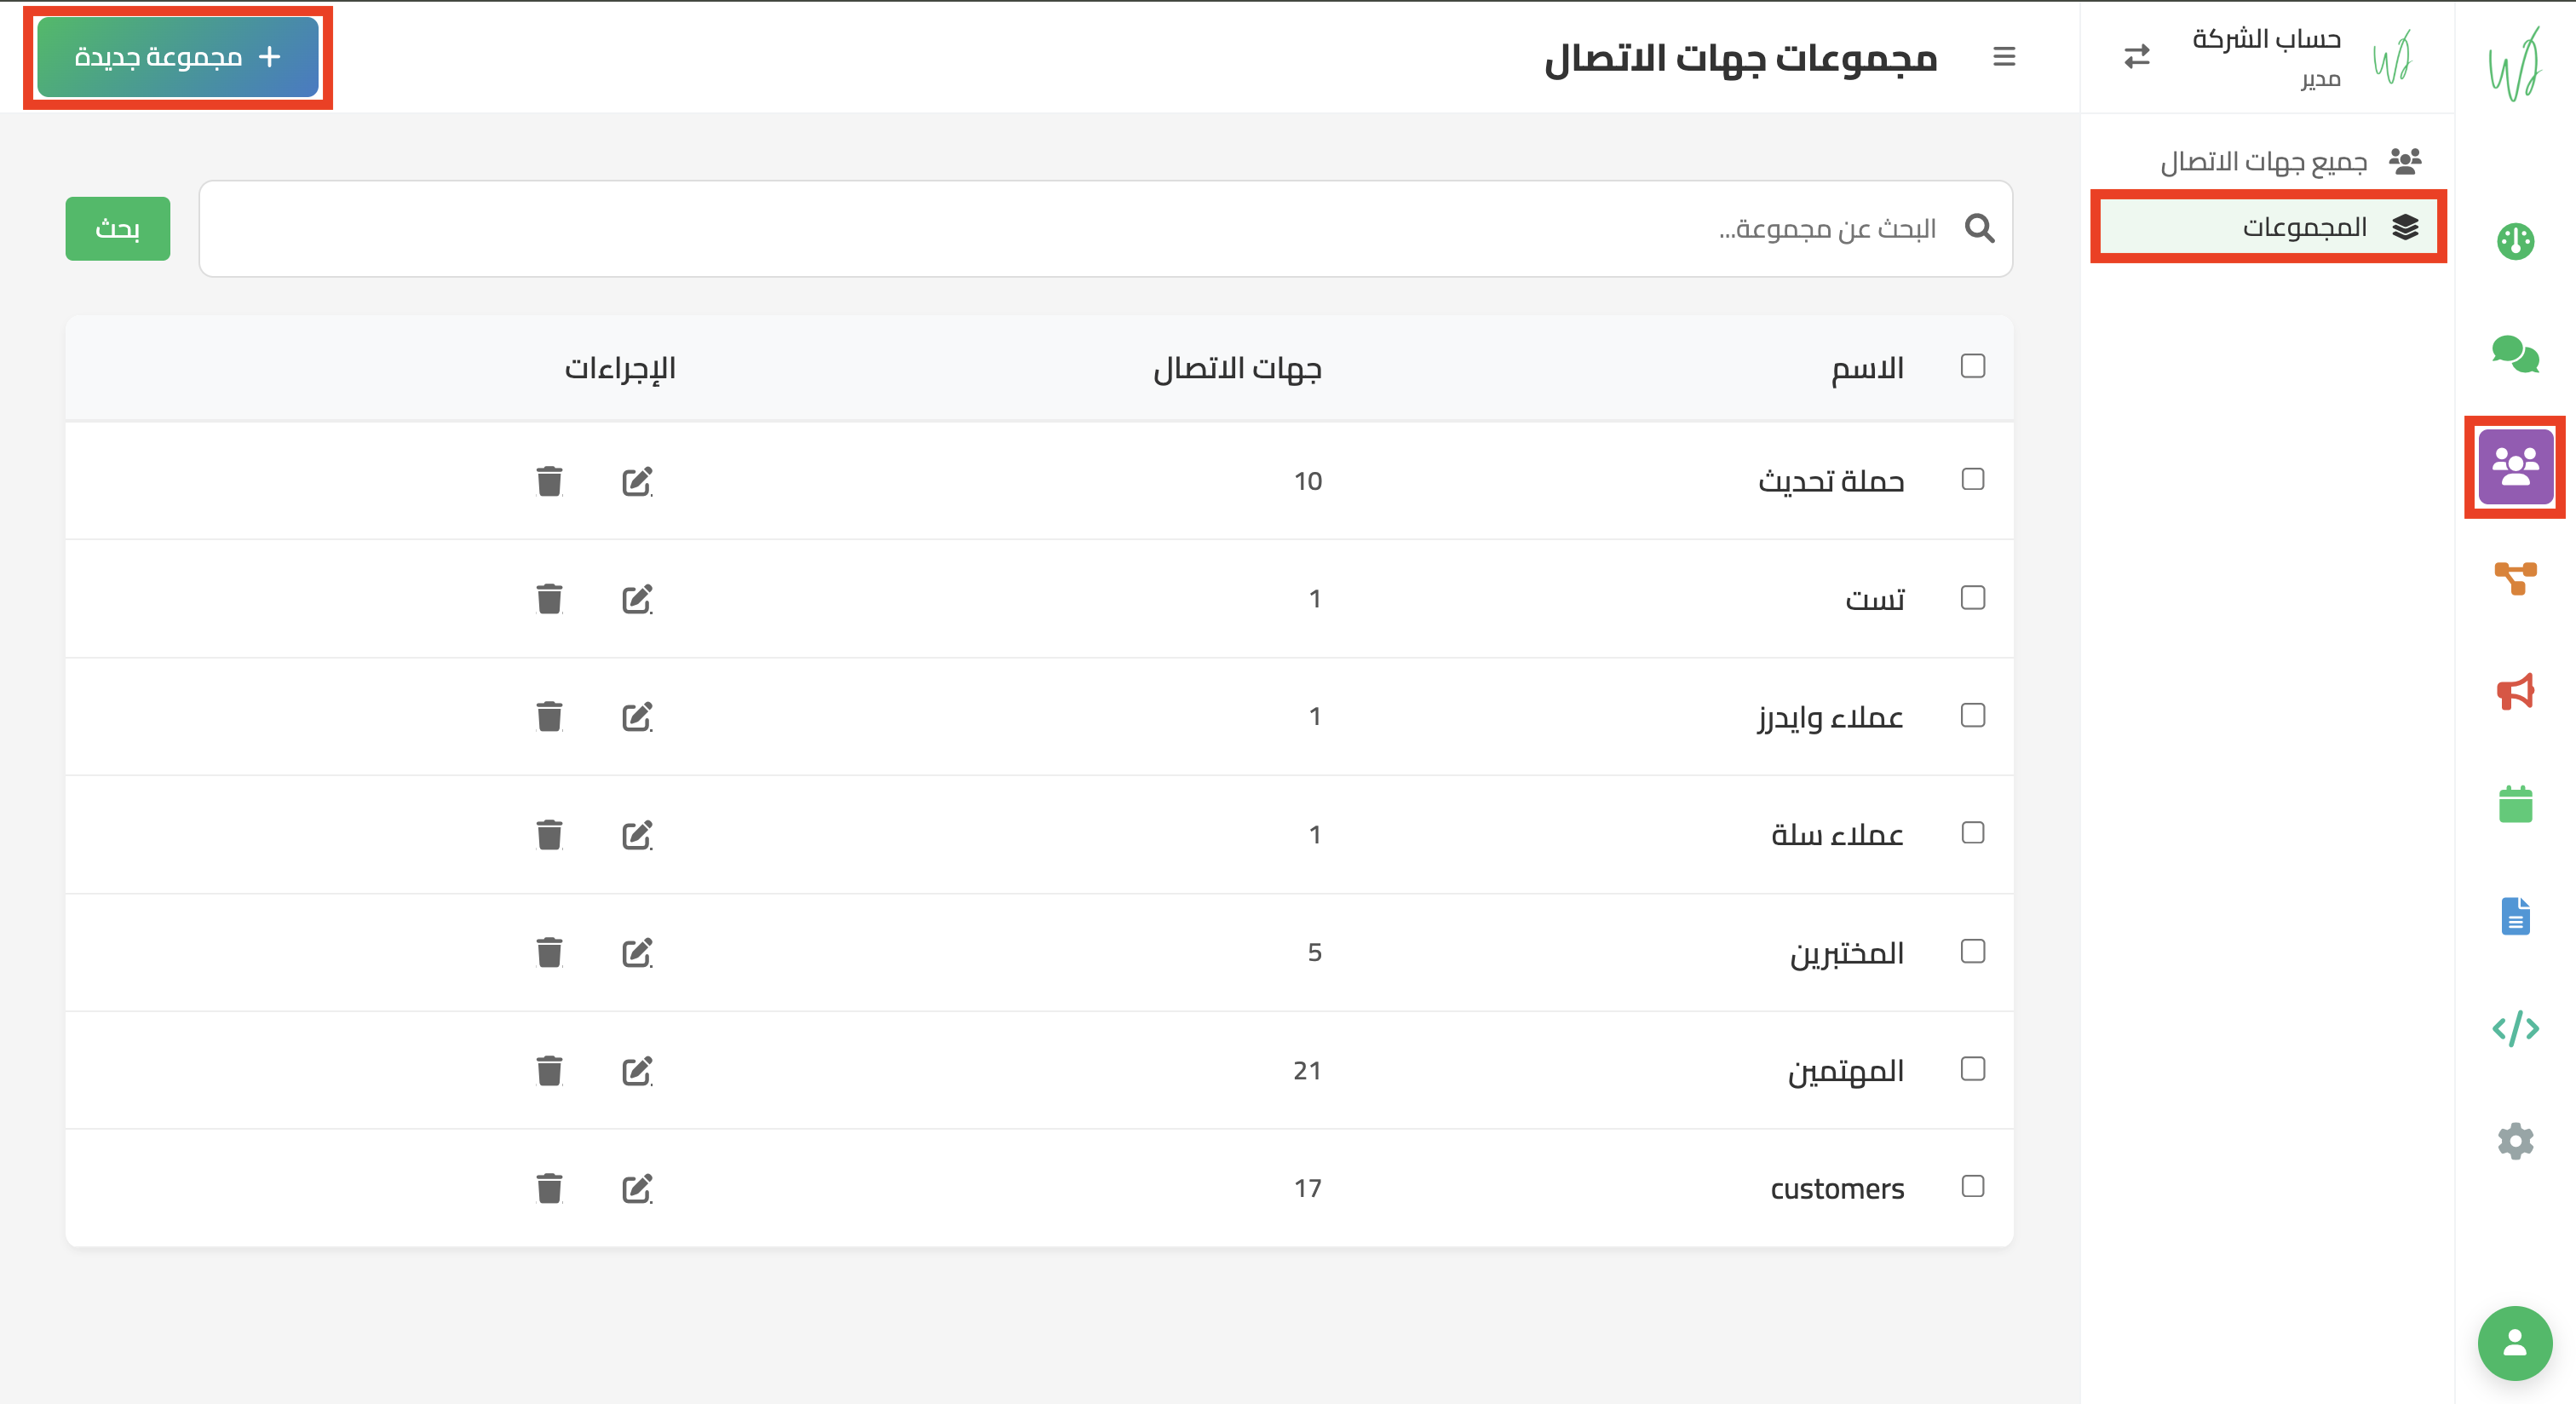 حساب الشركة
مدير
جميع جهات الاتصال
المجموعات
مجموعات جهات الاتصال
+ مجموعة جديدة
البحث عن مجموعة...
بحث
الاسم جهات الاتصال الإجراءات
حملة تحديث 10
تست 1
عملاء وايدرز 1
عملاء سلة 1
المختبرين 5
المهتمين 21
customers 17